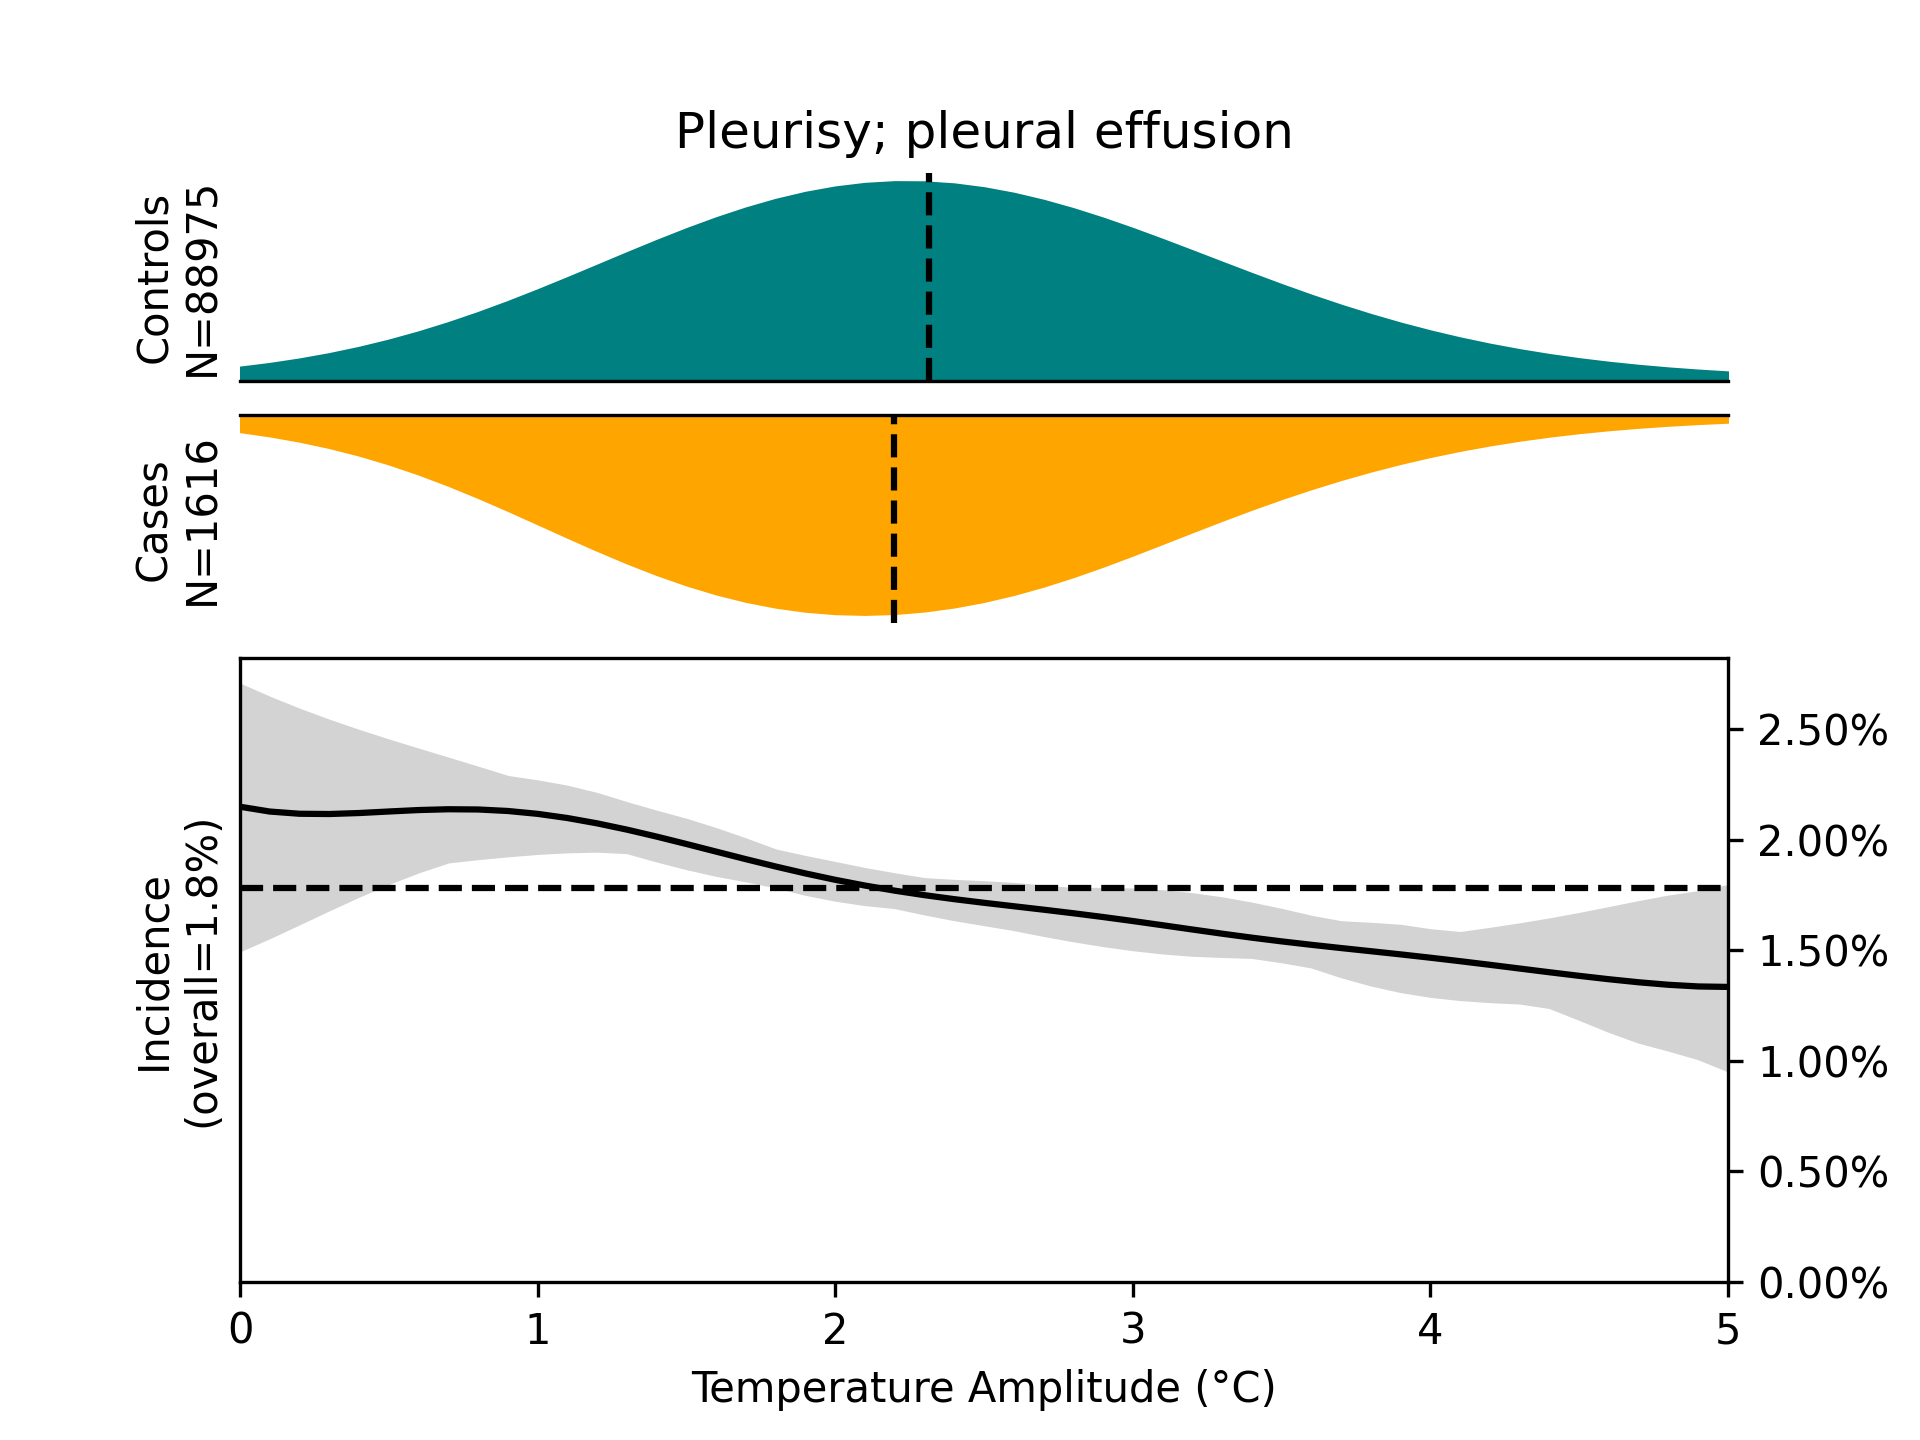 Pleurisy; pleural effusion
Controls
N=88975
Cases
N=1616
Incidence
(overall=1.8%)
2.50%
2.00%
1.50%
1.00%
0.50%
0.00%
0 1 2 3 4 5
Temperature Amplitude (°C)